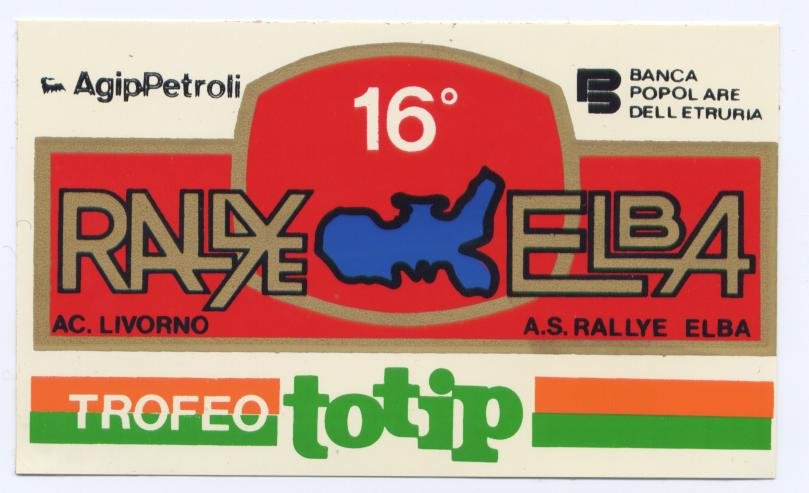 AgipPetroli
BANCA
POPOLARE
DELL ETRURIA
16°
RALLYE ELBA
AC. LIVORNO
A.S. RALLYE ELBA
TROFEO totip